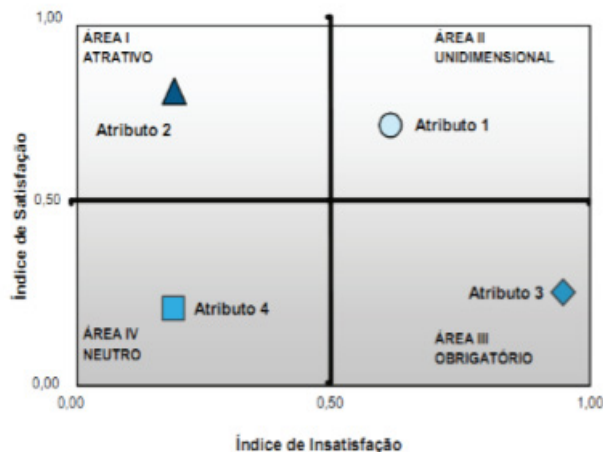 1,00
ÁREA I
ATRATIVO
ÁREA II
UNIDIMENSIONAL
Atributo 2
Atributo 1
0,50
Índice de Satisfação
Atributo 4
Atributo 3
ÁREA IV
NEUTRO
ÁREA III
OBRIGATÓRIO
0,00
0,00
0,50
1,00
Índice de Insatisfação